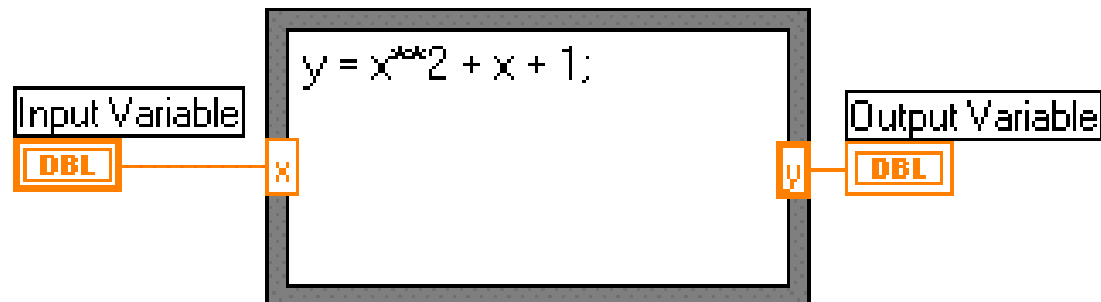 y = x**2 + x + 1;
Input Variable
DBL
x
Output Variable
y
DBL